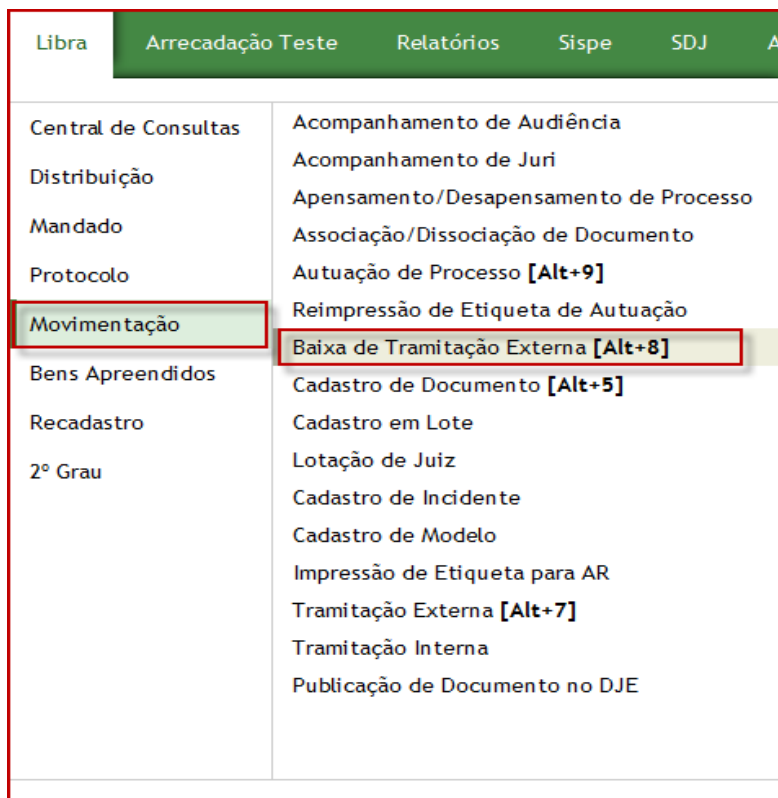 Libra Arrecadação Teste Relatórios Sispe SDJ A
Central de Consultas
Distribuição
Mandado
Protocolo
Movimentação
Bens Apreendidos
Recadastro
2º Grau
Acompanhamento de Audiência
Acompanhamento de Juri
Apensamento/Desapensamento de Processo
Associação/Dissociação de Documento
Autuação de Processo [Alt+9]
Reimpressão de Etiqueta de Autuação
Baixa de Tramitação Externa [Alt+8]
Cadastro de Documento [Alt+5]
Cadastro em Lote
Lotação de Juiz
Cadastro de Incidente
Cadastro de Modelo
Impressão de Etiqueta para AR
Tramitação Externa [Alt+7]
Tramitação Interna
Publicação de Documento no DJE